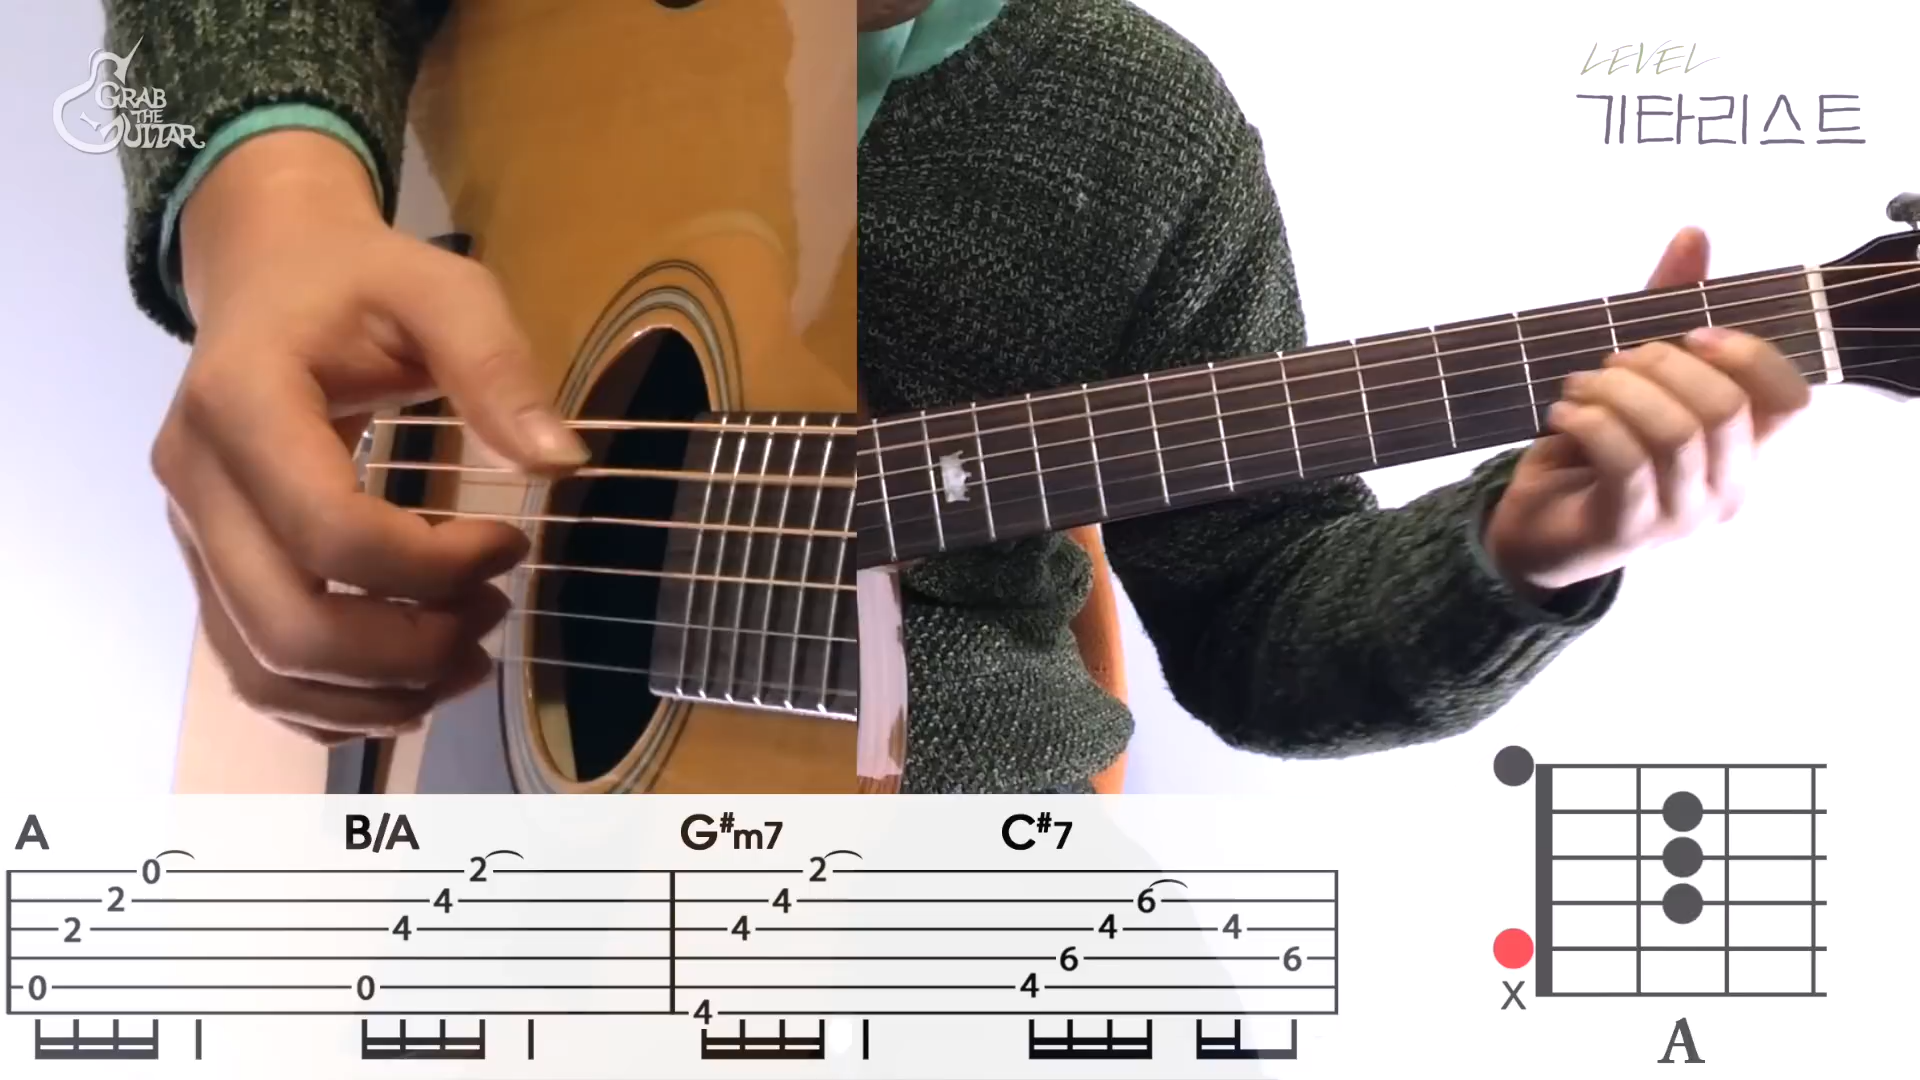 GRAB
THE
GUITAR
LEVEL
기타리스트
A B/A G#m7 C#7
0 2 2
2 4 4 6
2 4 4 4 4
6 6
0 0 4
4
X
A